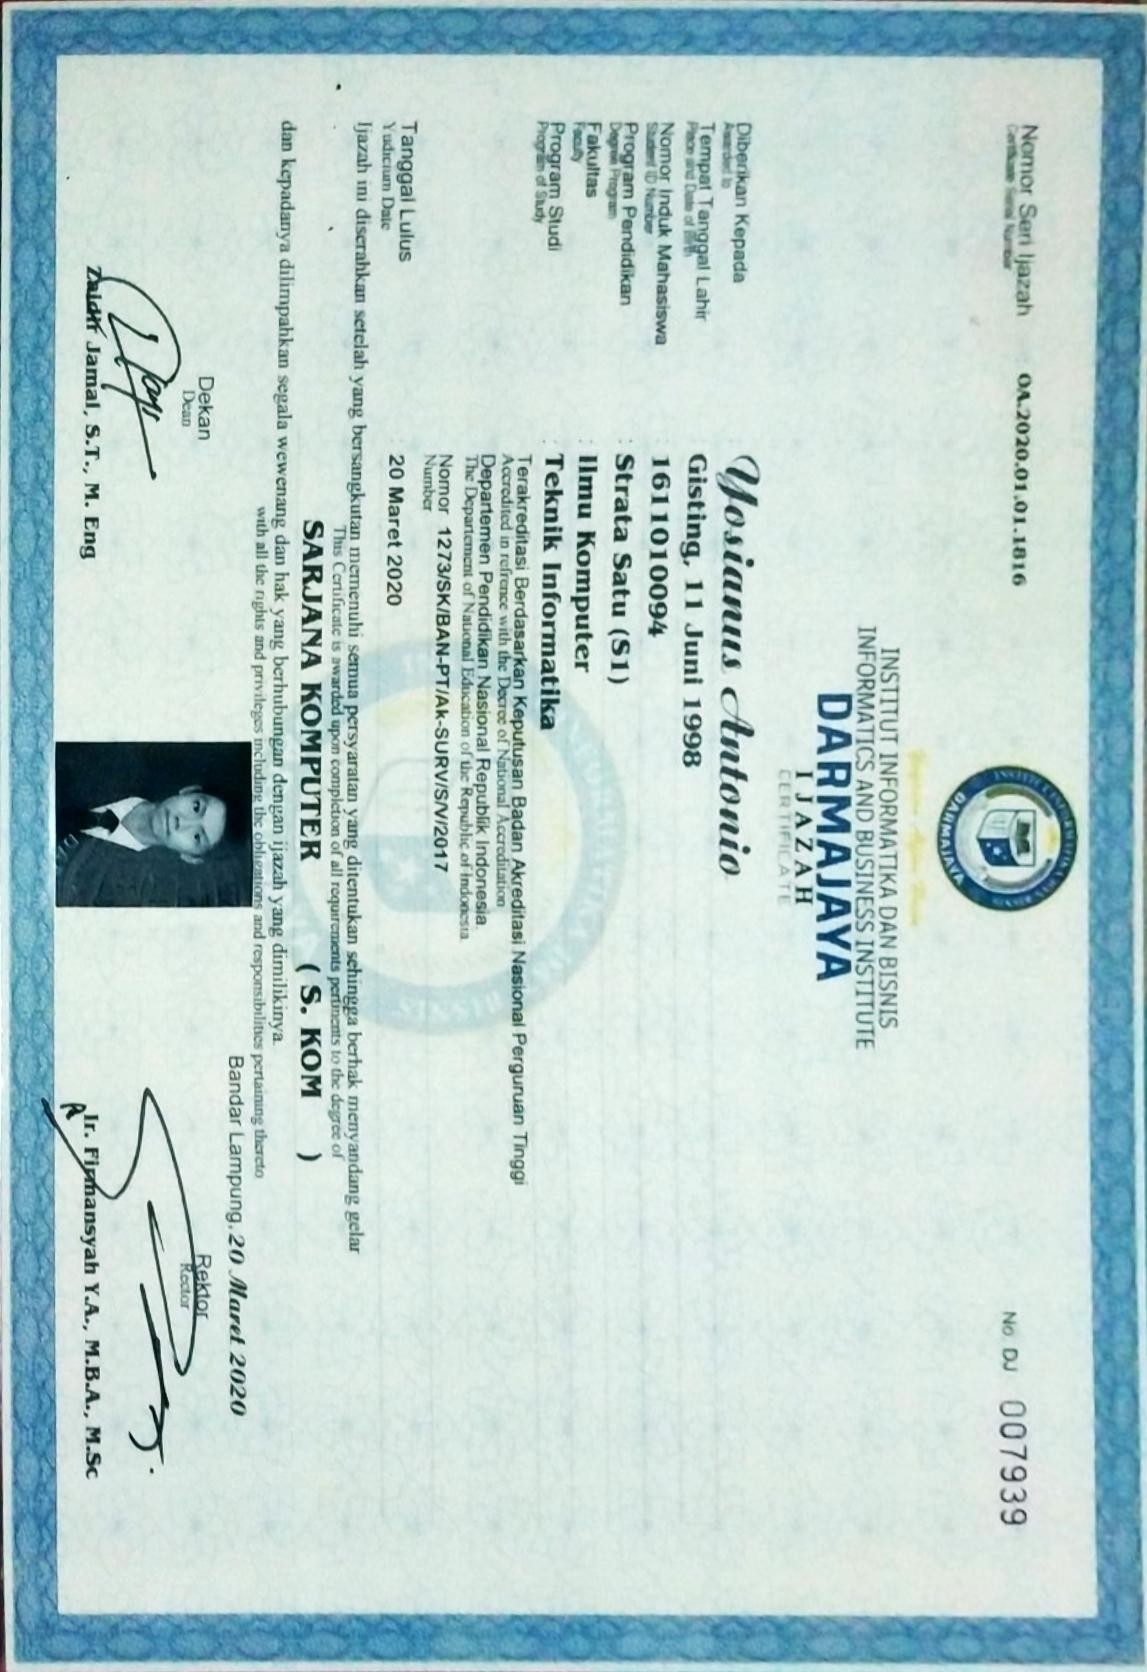 Nomor Seri Ijazah OA.2020.01.01.1816
Certificate Serial Number
No. DJ 007939
DARMAJAYA
INSTITUT INFORMATIKA DAN BISNIS
INFORMATICS AND BUSINESS INSTITUTE
DARMAJAYA
IJAZAH
CERTIFICATE
Diberikan Kepada : Yosianus Antonio
Awarded to
Tempat Tanggal Lahir : Gisting, 11 Juni 1998
Place and Date of Birth
Nomor Induk Mahasiswa : 1611010094
Student ID Number
Program Pendidikan : Strata Satu (S1)
Degree Program
Fakultas : Ilmu Komputer
Faculty
Program Studi : Teknik Informatika
Program of Study
Terakreditasi Berdasarkan Keputusan Badan Akreditasi Nasional Perguruan Tinggi
Accredited in refrence with the Decree of National Accreditation
Departemen Pendidikan Nasional Republik Indonesia
The Departement of National Education of the Republic of Indonesia
Nomor 1273/SK/BAN-PT/Ak-SURV/S/V/2017
Number
Tanggal Lulus : 20 Maret 2020
Yudicium Date
Ijazah ini diserahkan setelah yang bersangkutan memenuhi semua persyaratan yang ditentukan sehingga berhak menyandang gelar
This Certificate is awarded upon completion of all requirements pertinents to the degree of
SARJANA KOMPUTER ( S. KOM )
dan kepadanya dilimpahkan segala wewenang dan hak yang berhubungan dengan ijazah yang dimilikinya.
with all the rights and privileges including the obligations and responsibilities pertaining thereto
Bandar Lampung, 20 Maret 2020
Dekan
Dean
Rektor
Rector
Zaidir Jamal, S.T., M. Eng
Ir. Firmansyah Y.A., M.B.A., M.Sc